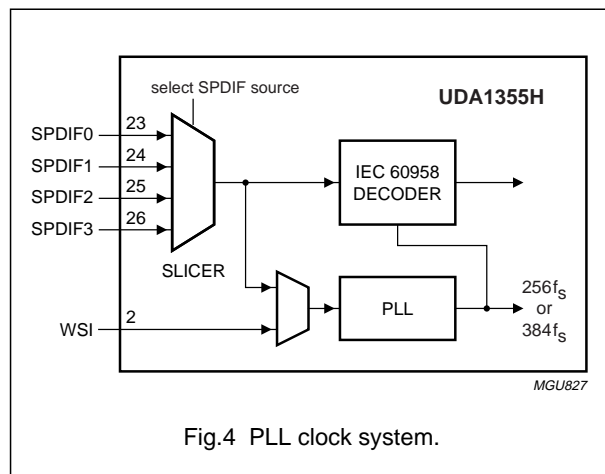 select SPDIF source
UDA1355H
SPDIF0 23
SPDIF1 24
SPDIF2 25
SPDIF3 26
SLICER
IEC 60958
DECODER
WSI 2
PLL
256fs
or
384fs
MGU827
Fig.4 PLL clock system.